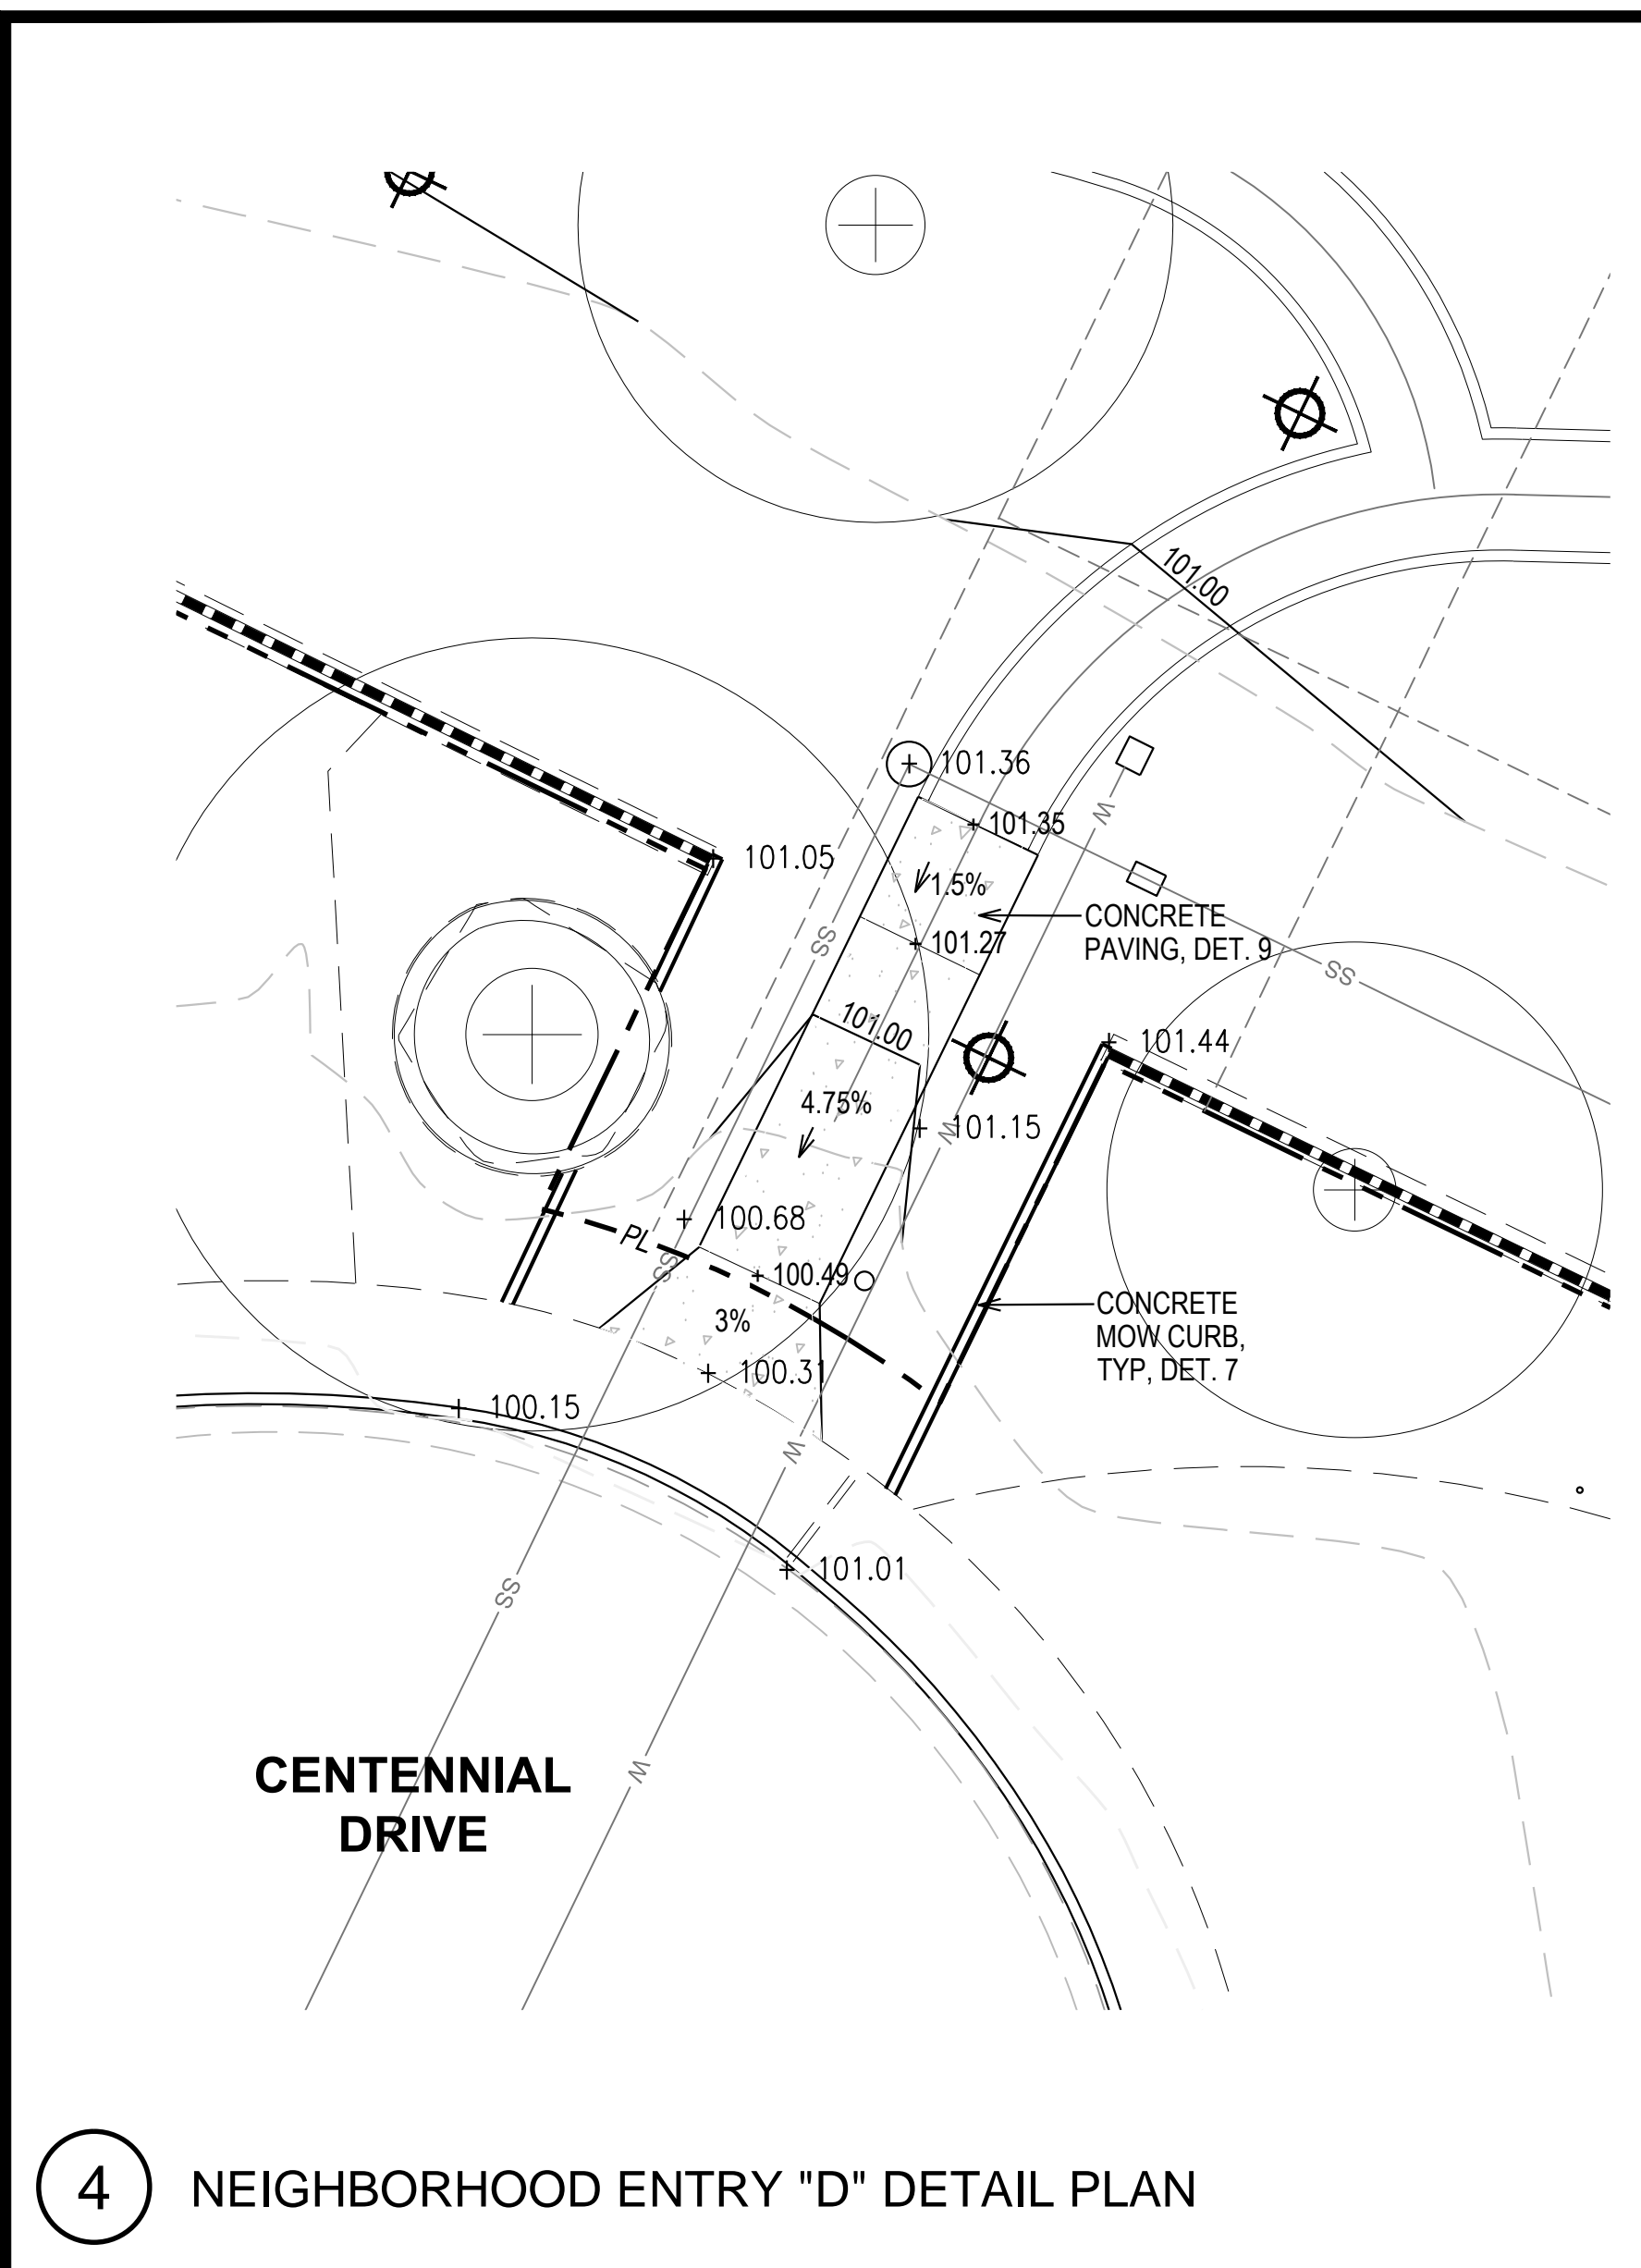 101.00
101.36
101.35
101.05
1.5%
CONCRETE
PAVING, DET. 9
101.27
SS
SS
W
101.00
101.44
4.75%
101.15
W
100.68
PL
SS
100.49
CONCRETE
MOW CURB,
TYP, DET. 7
3%
100.31
100.15
W
101.01
SS
W
CENTENNIAL
DRIVE
4 NEIGHBORHOOD ENTRY "D" DETAIL PLAN